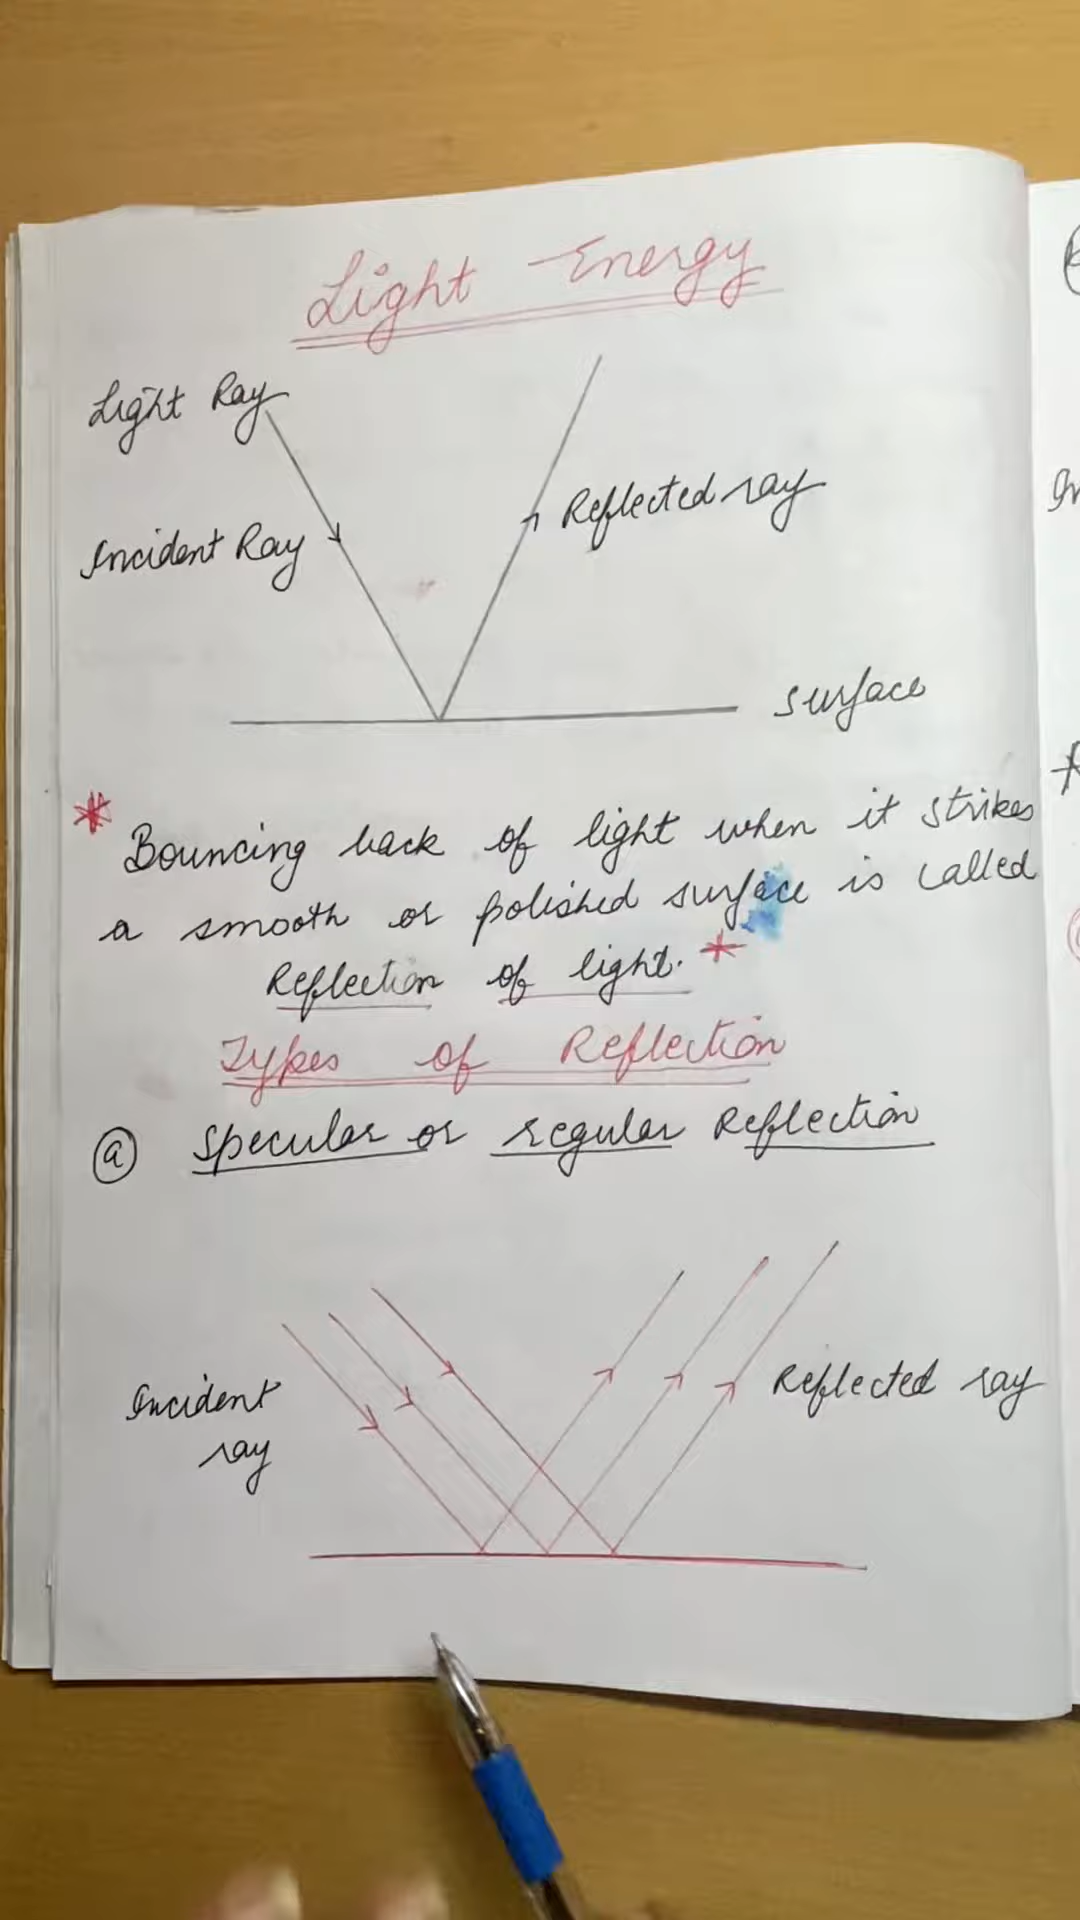 Light Energy
Light Ray
Incident Ray
Reflected ray
surface
* Bouncing back of light when it strikes
a smooth or polished surface is called
Reflection of light. *
Types of Reflection
(a) Specular or regular Reflection
Incident
ray
Reflected ray